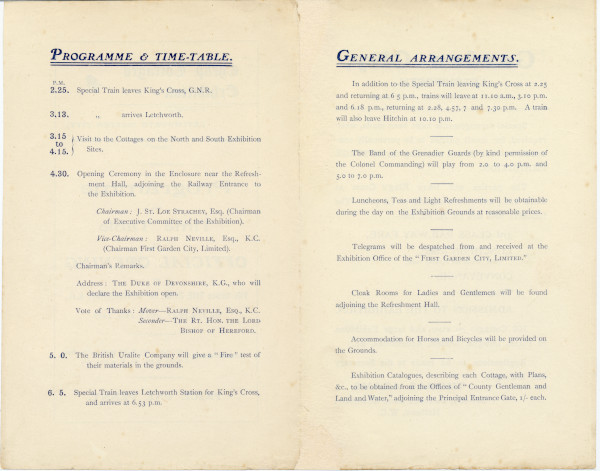 PROGRAMME & TIME-TABLE.
P.M.
2.25. Special Train leaves King's Cross, G.N.R.
3.13. „ arrives Letchworth.
3.15
to
4.15.
Visit to the Cottages on the North and South Exhibition
Sites.
4.30. Opening Ceremony in the Enclosure near the Refresh-
ment Hall, adjoining the Railway Entrance to
the Exhibition.
Chairman: J. ST. LOE STRACHEY, ESQ. (Chairman
of Executive Committee of the Exhibition).
Vice-Chairman: RALPH NEVILLE, ESQ., K.C.
(Chairman First Garden City, Limited).
Chairman's Remarks.
Address: THE DUKE OF DEVONSHIRE, K.G., who will
declare the Exhibition open.
Vote of Thanks: Mover—RALPH NEVILLE, ESQ., K.C.
Seconder—THE RT. HON. THE LORD
BISHOP OF HEREFORD.
5. 0. The British Uralite Company will give a "Fire" test of
their materials in the grounds.
6. 5. Special Train leaves Letchworth Station for King's Cross,
and arrives at 6.53 p.m.
GENERAL ARRANGEMENTS.
In addition to the Special Train leaving King's Cross at 2.25
and returning at 6 5 p.m., trains will leave at 11.10 a.m., 3.10 p.m.
and 6.18 p.m., returning at 2.28, 4.57, 7 and 7.30 p.m. A train
will also leave Hitchin at 10.10 p.m.
The Band of the Grenadier Guards (by kind permission of
the Colonel Commanding) will play from 2.0 to 4.0 p.m. and
5.0 to 7.0 p.m.
Luncheons, Teas and Light Refreshments will be obtainable
during the day on the Exhibition Grounds at reasonable prices.
Telegrams will be despatched from and received at the
Exhibition Office of the "FIRST GARDEN CITY, LIMITED."
Cloak Rooms for Ladies and Gentlemen will be found
adjoining the Refreshment Hall.
Accommodation for Horses and Bicycles will be provided on
the Grounds.
Exhibition Catalogues, describing each Cottage, with Plans,
&c., to be obtained from the Offices of "County Gentleman and
Land and Water," adjoining the Principal Entrance Gate, 1/- each.